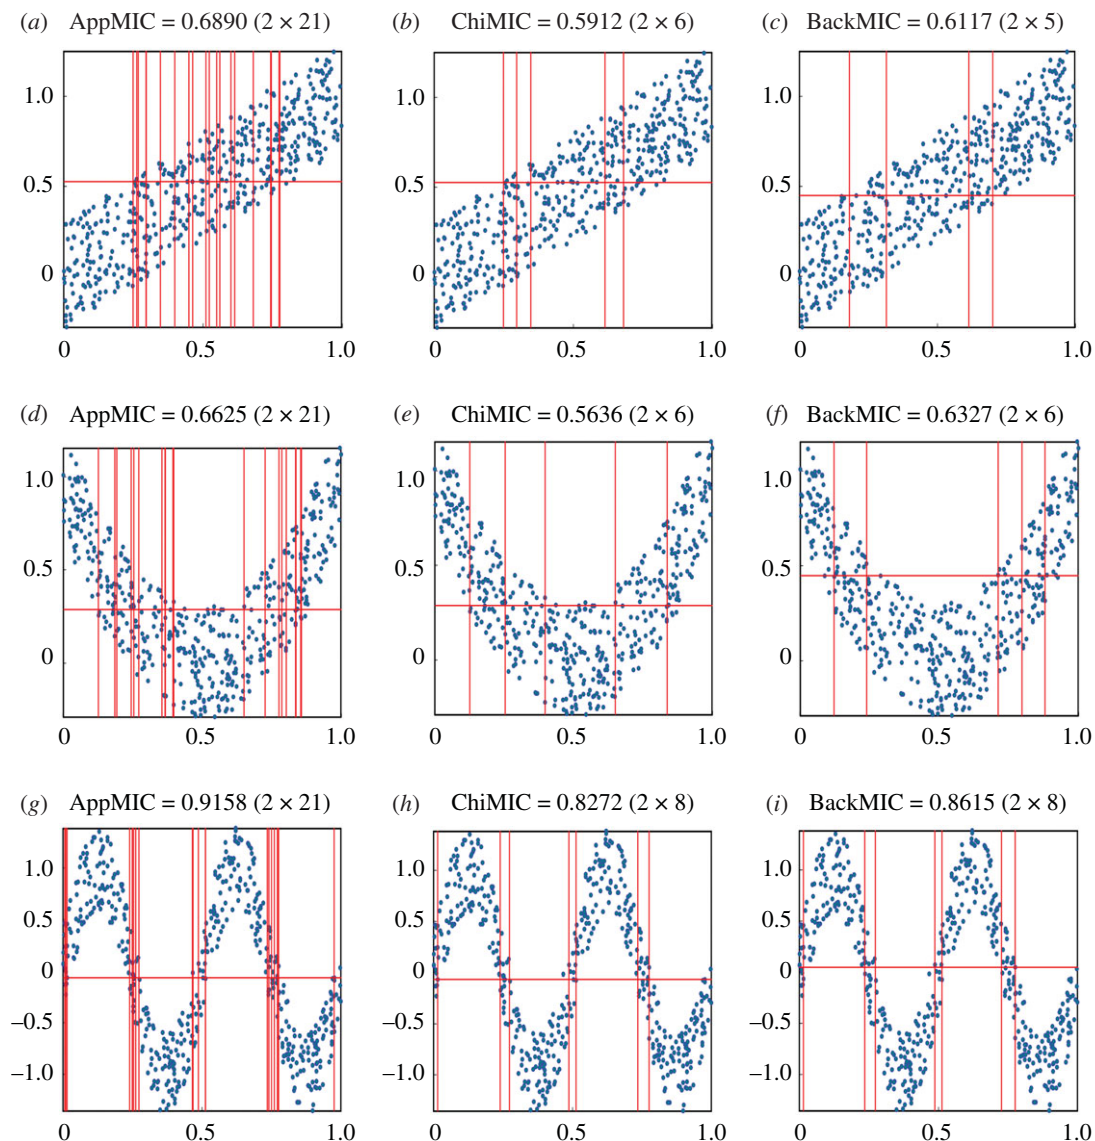 (a) AppMIC = 0.6890 (2 × 21) (b) ChiMIC = 0.5912 (2 × 6) (c) BackMIC = 0.6117 (2 × 5)
1.0 1.0 1.0
0.5 0.5 0.5
0 0 0
0 0.5 1.0 0 0.5 1.0 0 0.5 1.0
(d) AppMIC = 0.6625 (2 × 21) (e) ChiMIC = 0.5636 (2 × 6) (f) BackMIC = 0.6327 (2 × 6)
1.0 1.0 1.0
0.5 0.5 0.5
0 0 0
0 0.5 1.0 0 0.5 1.0 0 0.5 1.0
(g) AppMIC = 0.9158 (2 × 21) (h) ChiMIC = 0.8272 (2 × 8) (i) BackMIC = 0.8615 (2 × 8)
1.0 1.0 1.0
0.5 0.5 0.5
0 0 0
–0.5 –0.5 –0.5
–1.0 –1.0 –1.0
0 0.5 1.0 0 0.5 1.0 0 0.5 1.0